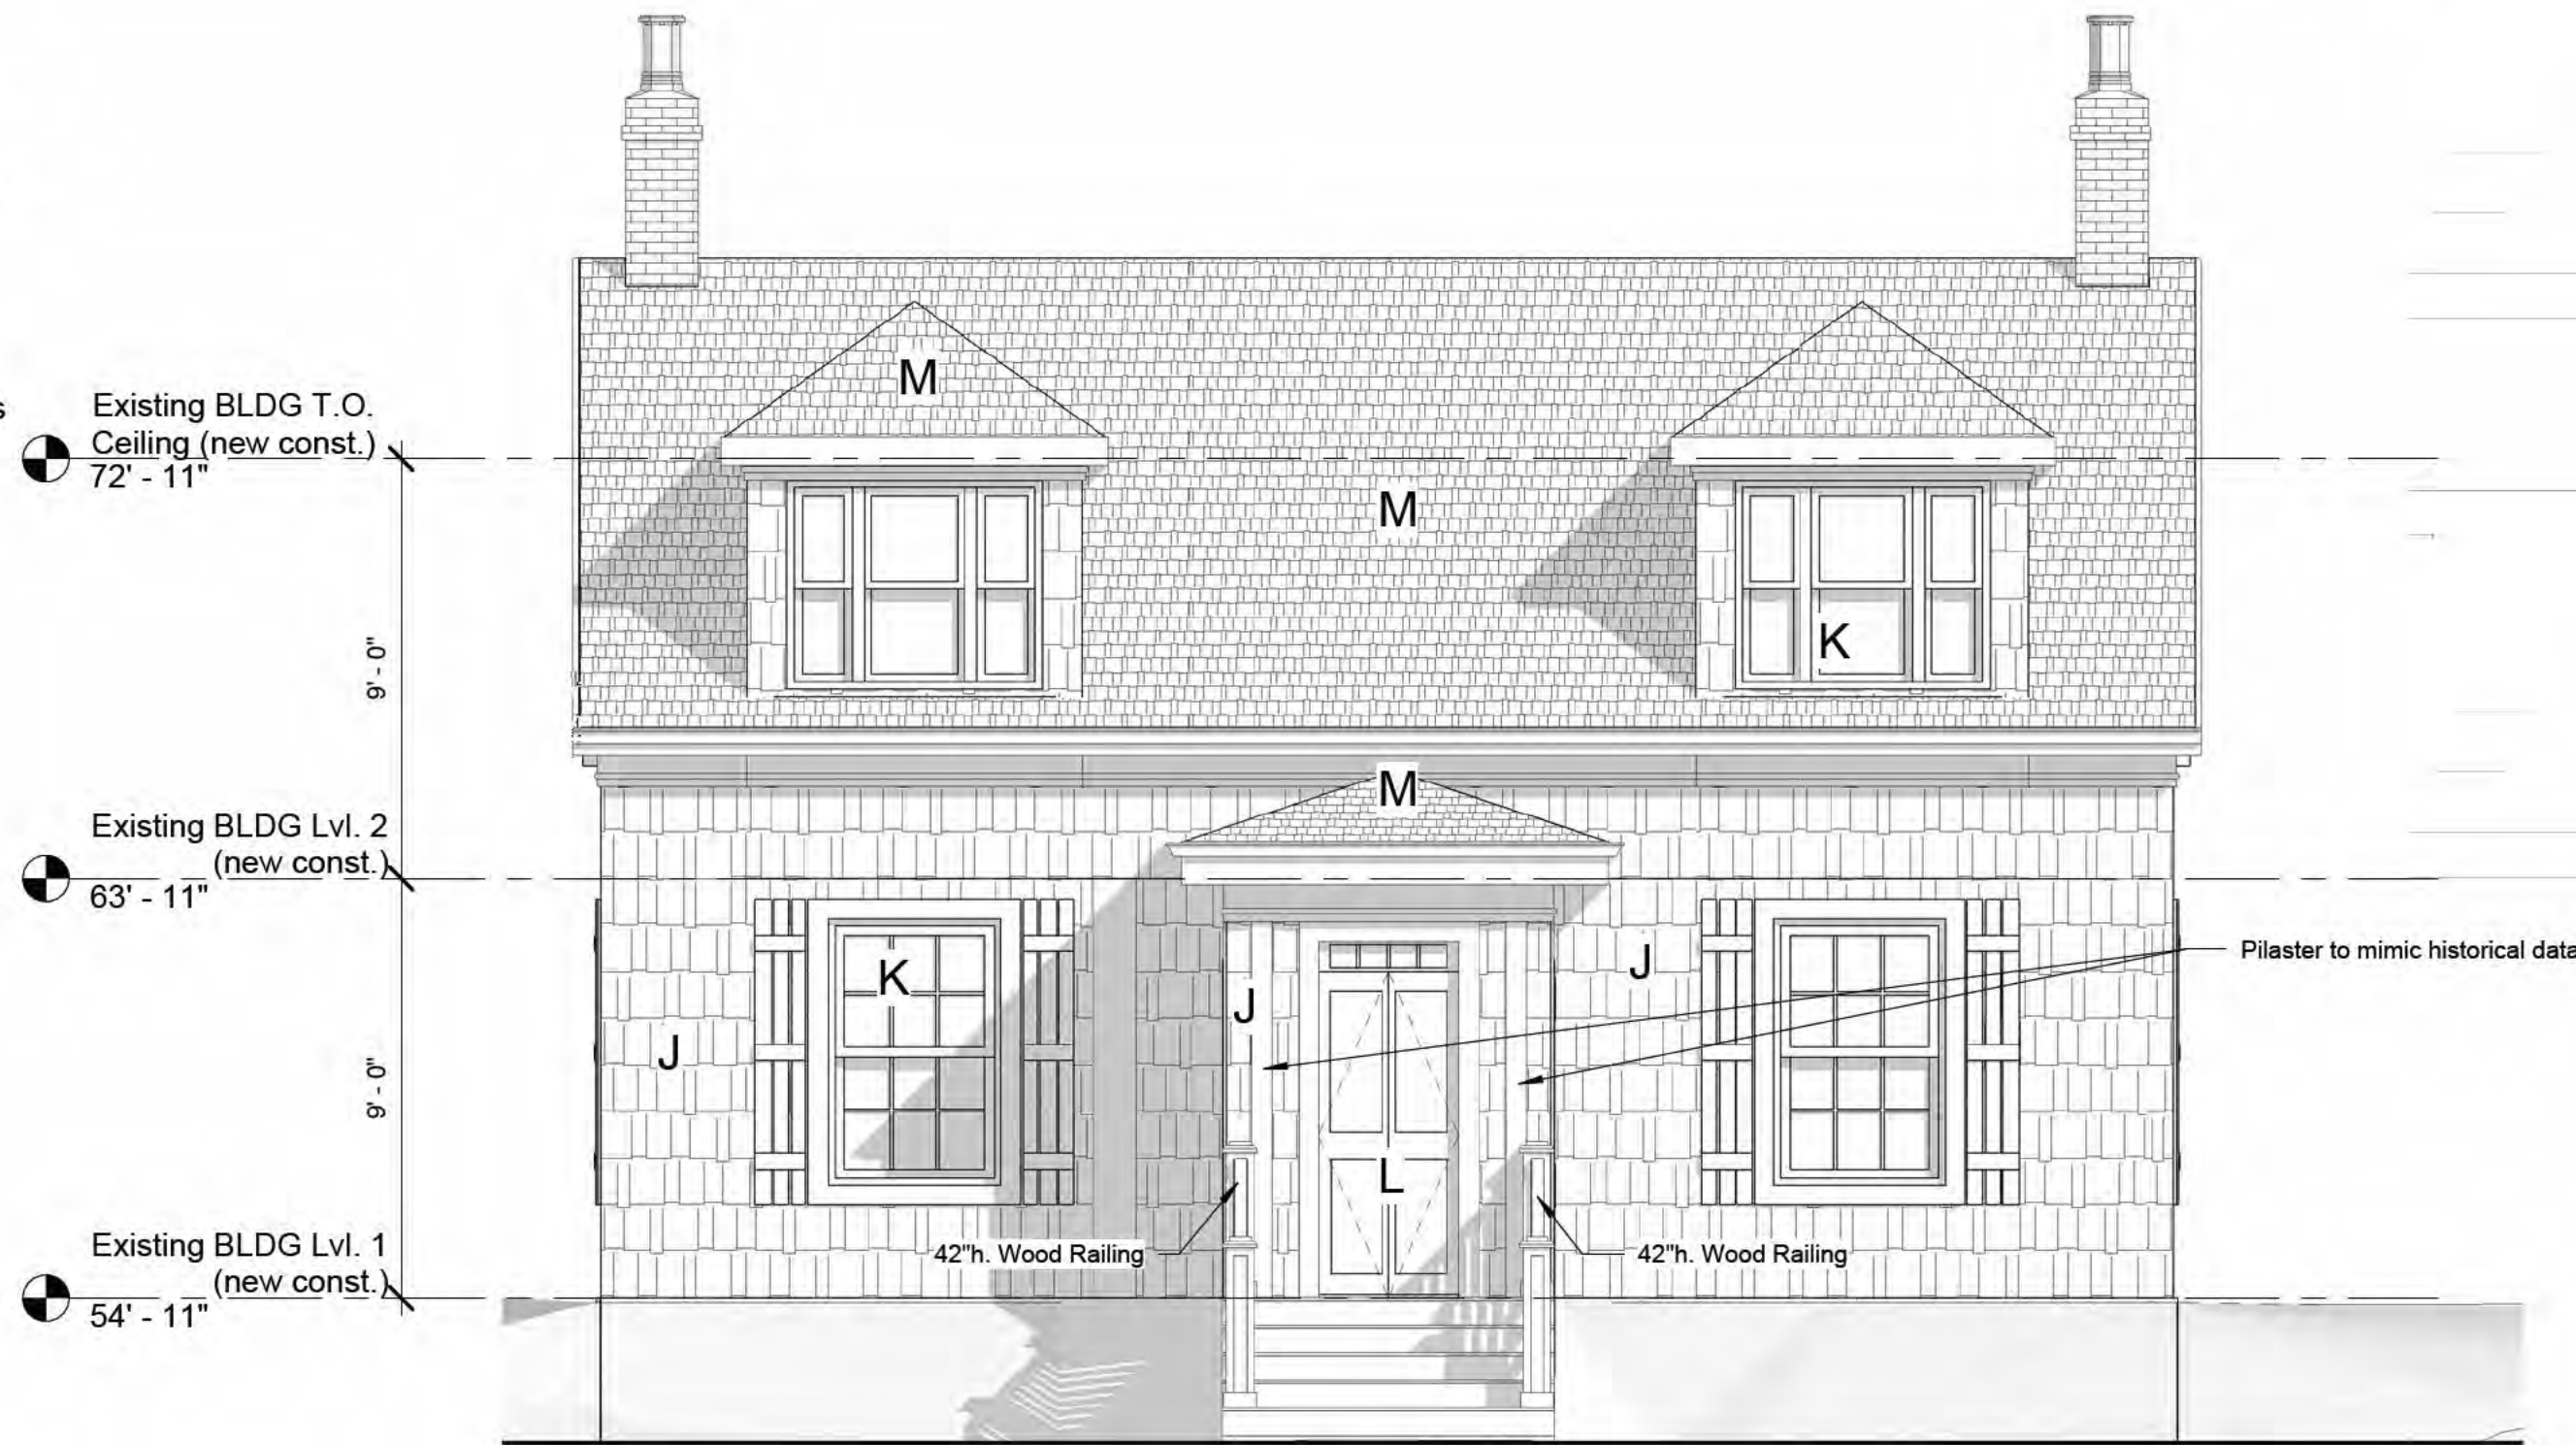 s
Existing BLDG T.O.
Ceiling (new const.)
72' - 11"
M
M
9' - 0"
K
M
Existing BLDG Lvl. 2
(new const.)
63' - 11"
Pilaster to mimic historical data
K
J
J
J
9' - 0"
L
42"h. Wood Railing
42"h. Wood Railing
Existing BLDG Lvl. 1
(new const.)
54' - 11"